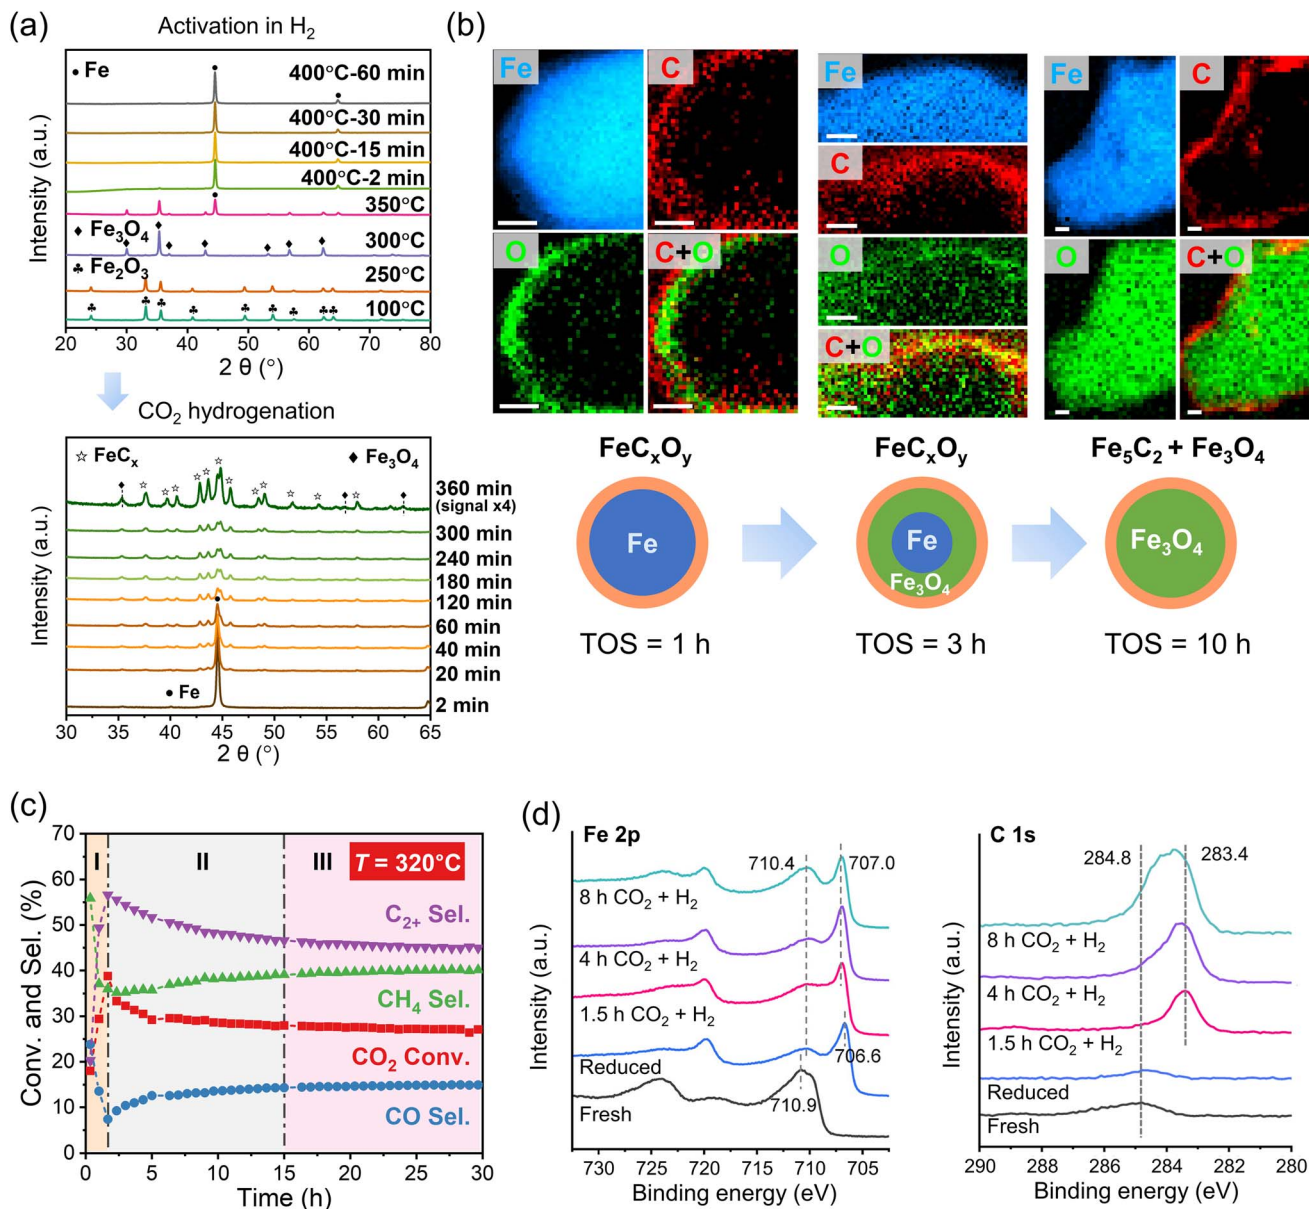 (a)
Activation in H₂
• Fe
400°C-60 min
400°C-30 min
400°C-15 min
400°C-2 min
350°C
♦ Fe₃O₄
300°C
♣ Fe₂O₃
250°C
100°C
Intensity (a.u.)
20 30 40 50 60 70 80
2 θ (°)
CO₂ hydrogenation
☆ FeCₓ
♦ Fe₃O₄
360 min
(signal x4)
300 min
240 min
180 min
120 min
60 min
40 min
20 min
• Fe
2 min
Intensity (a.u.)
30 35 40 45 50 55 60 65
2 θ (°)
(b)
Fe
C
O
C+O
Fe
C
O
C+O
Fe
C
O
C+O
FeCₓOᵧ
FeCₓOᵧ
Fe₅C₂ + Fe₃O₄
Fe
Fe
Fe₃O₄
Fe₃O₄
TOS = 1 h
TOS = 3 h
TOS = 10 h
(c)
70
60
50
40
30
20
10
0
Conv. and Sel. (%)
I
II
III
T = 320°C
C₂₊ Sel.
CH₄ Sel.
CO₂ Conv.
CO Sel.
0 5 10 15 20 25 30
Time (h)
(d)
Fe 2p
710.4
707.0
8 h CO₂ + H₂
4 h CO₂ + H₂
1.5 h CO₂ + H₂
706.6
Reduced
710.9
Fresh
Intensity (a.u.)
730 725 720 715 710 705
Binding energy (eV)
C 1s
284.8
283.4
8 h CO₂ + H₂
4 h CO₂ + H₂
1.5 h CO₂ + H₂
Reduced
Fresh
Intensity (a.u.)
290 288 286 284 282 280
Binding energy (eV)